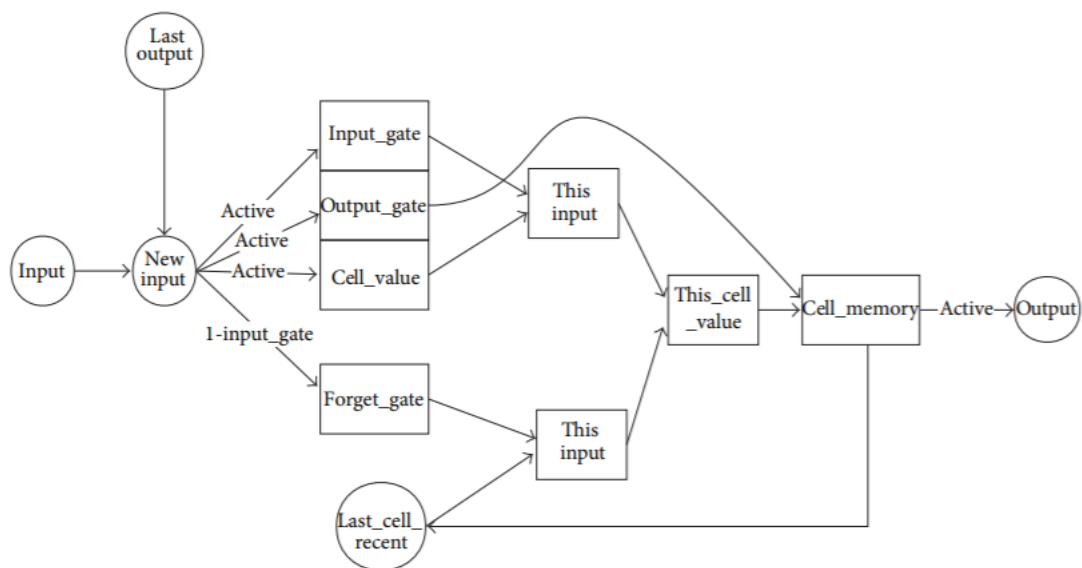 Last
output
Input_gate
Output_gate
Cell_value
Active
Active
Active
Input
New
input
1-input_gate
Forget_gate
This
input
This_cell
_value
Cell_memory
Active
Output
This
input
Last_cell_
recent